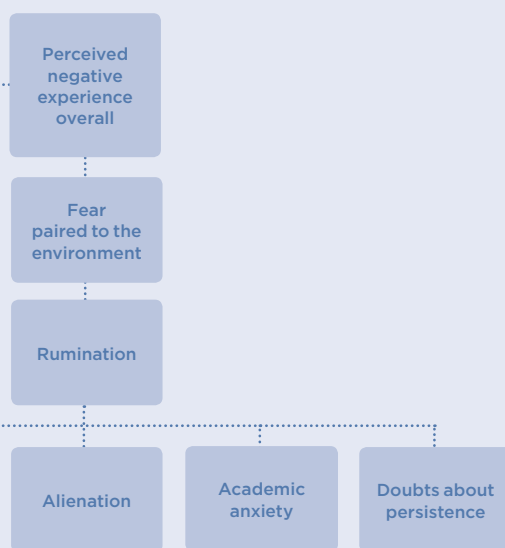 Perceived
negative
experience
overall
Fear
paired to the
environment
Rumination
Alienation
Academic
anxiety
Doubts about
persistence